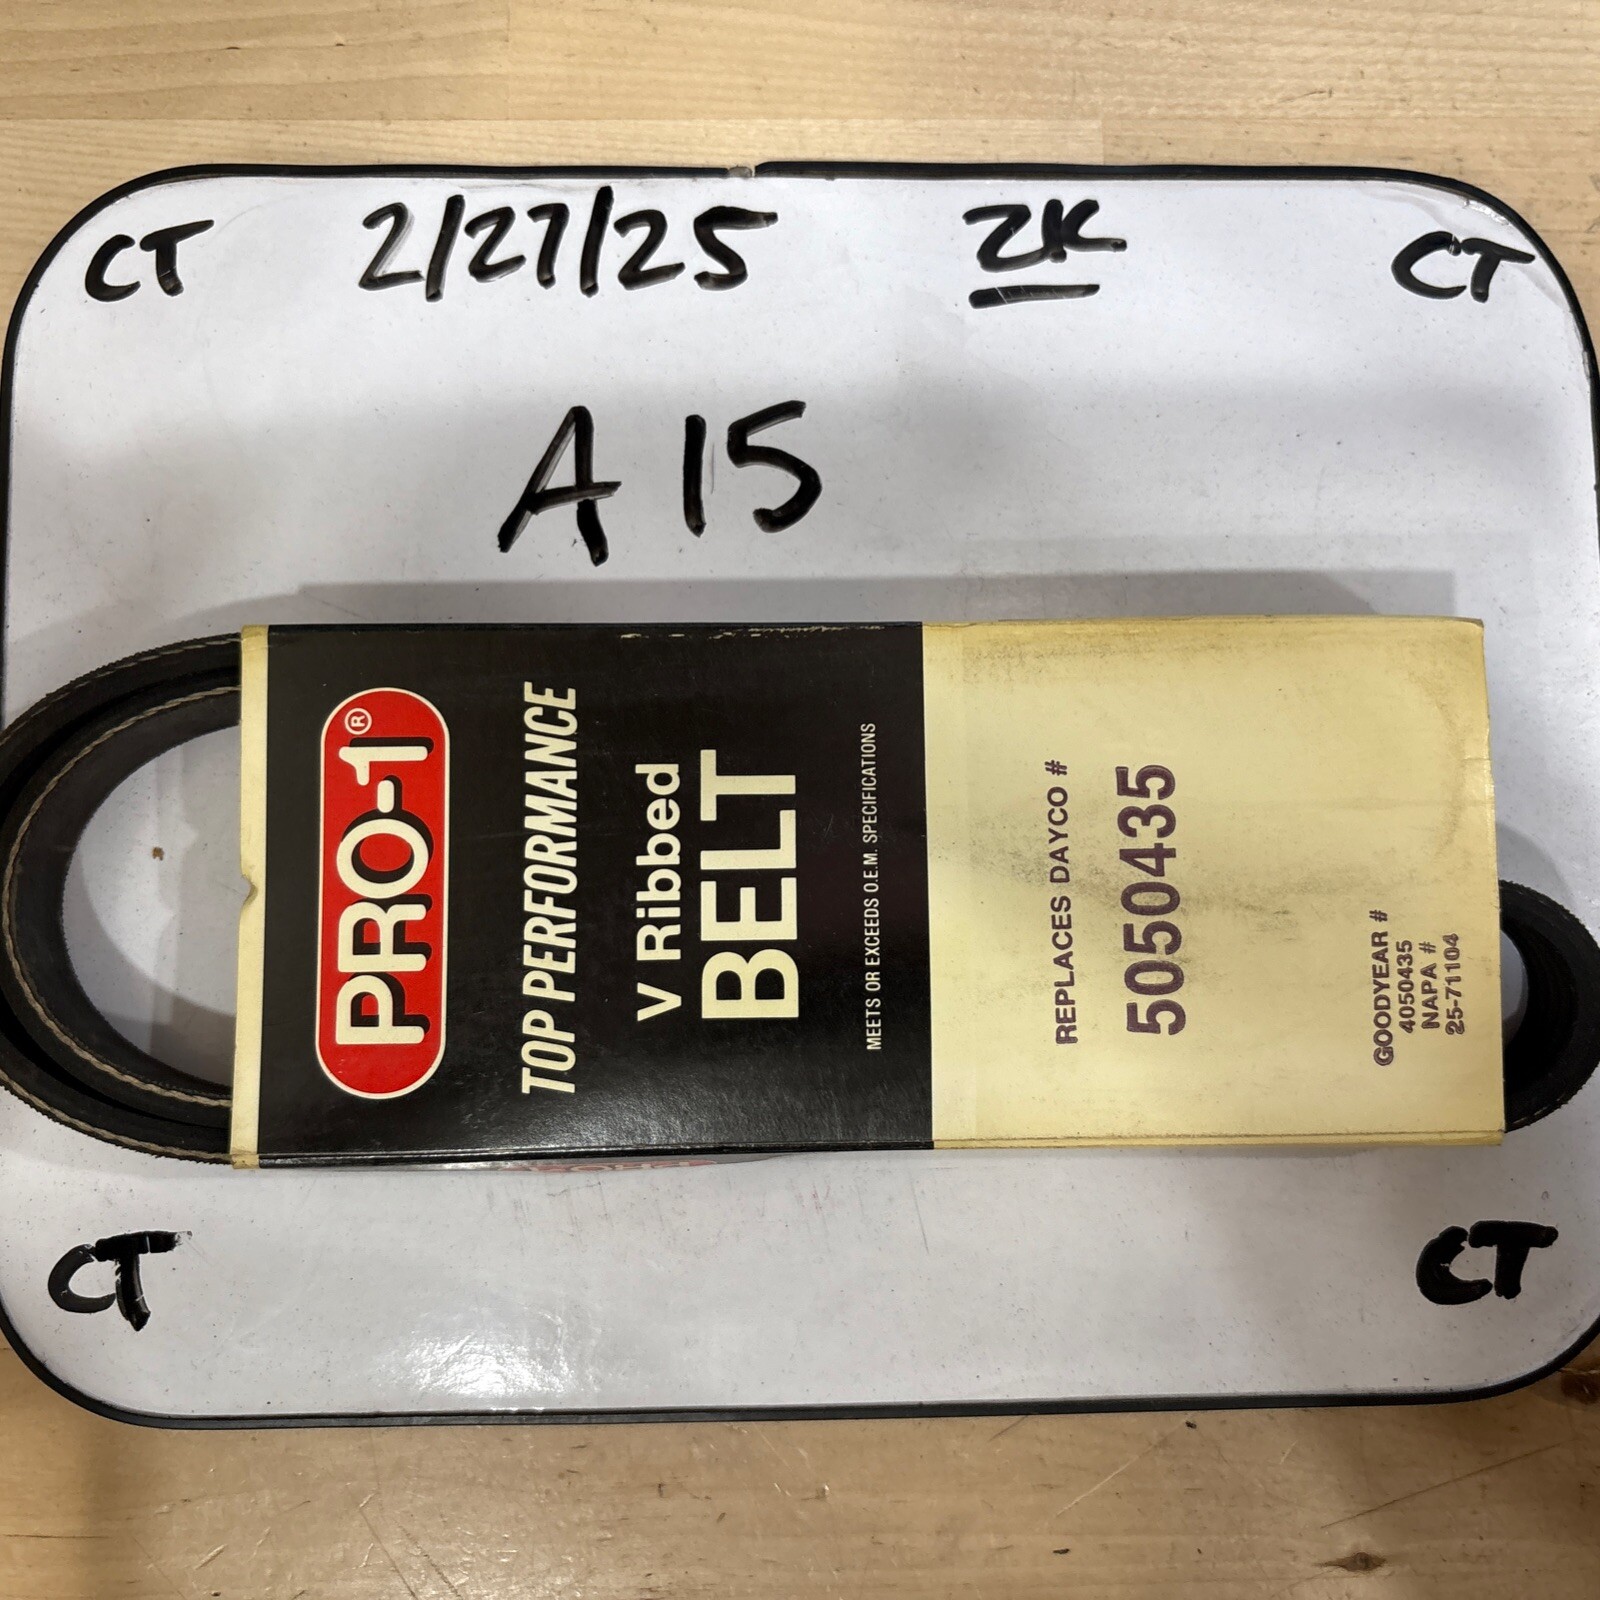 CT 2/27/25 ZK CT
A 15
PRO-1®
TOP PERFORMANCE
V Ribbed
BELT
MEETS OR EXCEEDS O.E.M. SPECIFICATIONS
REPLACES DAYCO #
5050435
GOODYEAR #
4050435
NAPA #
25-71104
CT CT